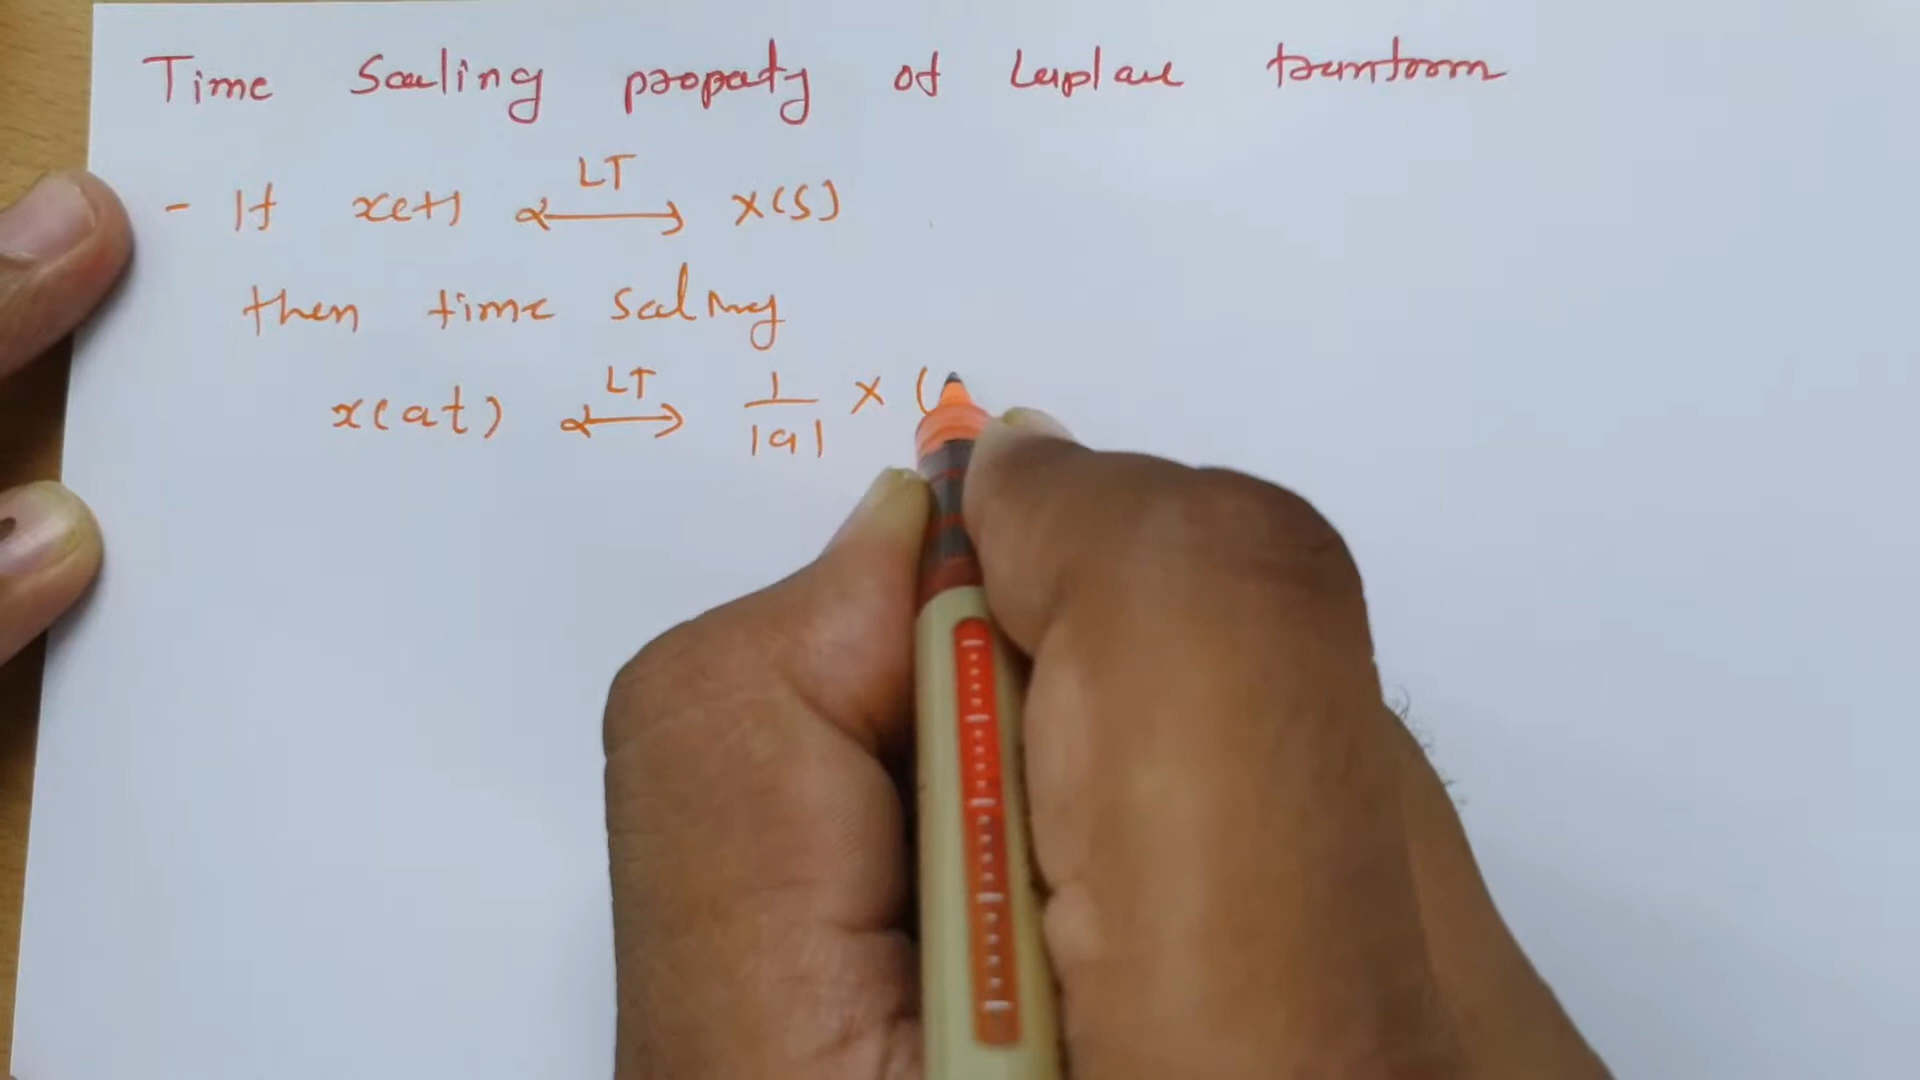 Time Scaling property of Laplace transform
- If x(t) LT ⟷ X(s)
then time scaling
x(at) LT ⟷ 1/|a| X(